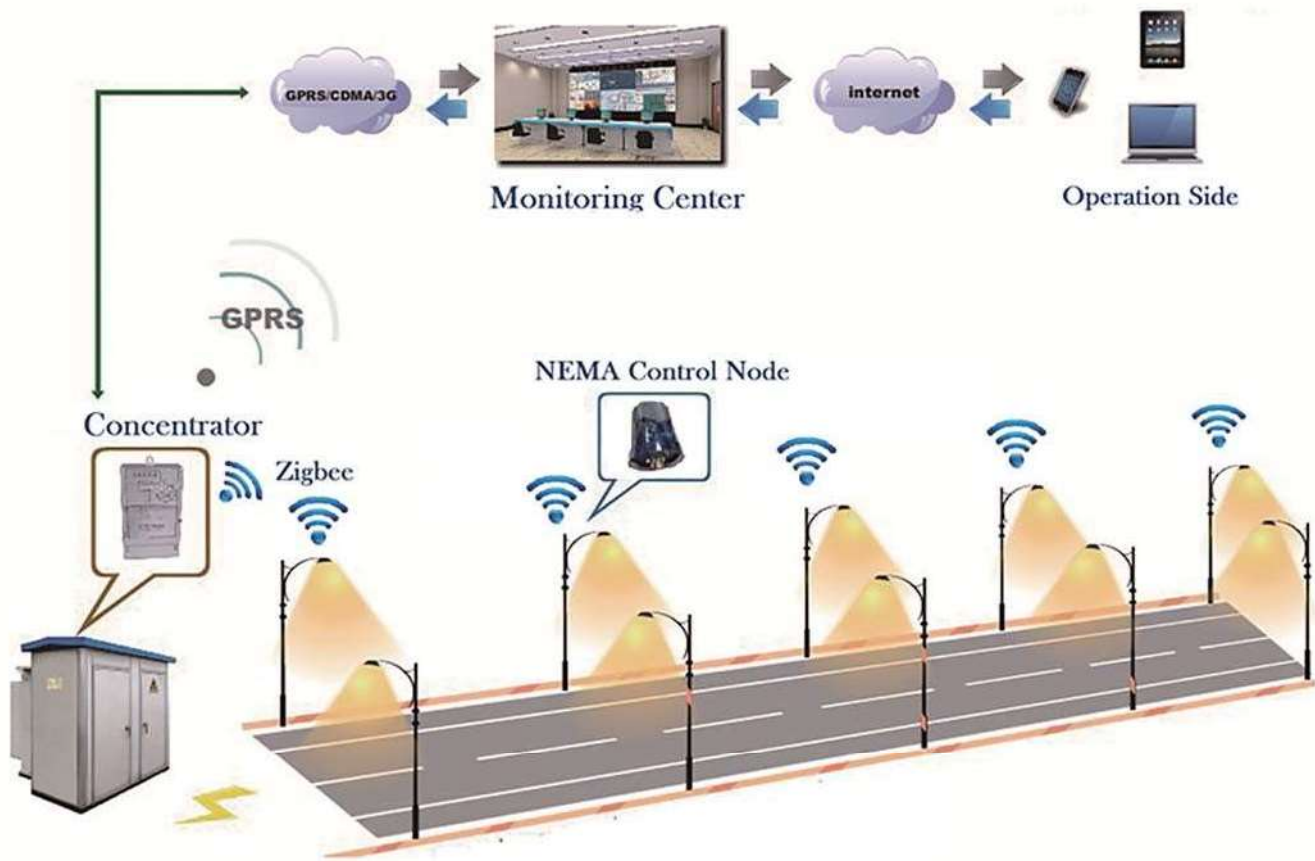 GPRS/CDMA/3G
internet
Monitoring Center
Operation Side
GPRS
NEMA Control Node
Concentrator
Zigbee